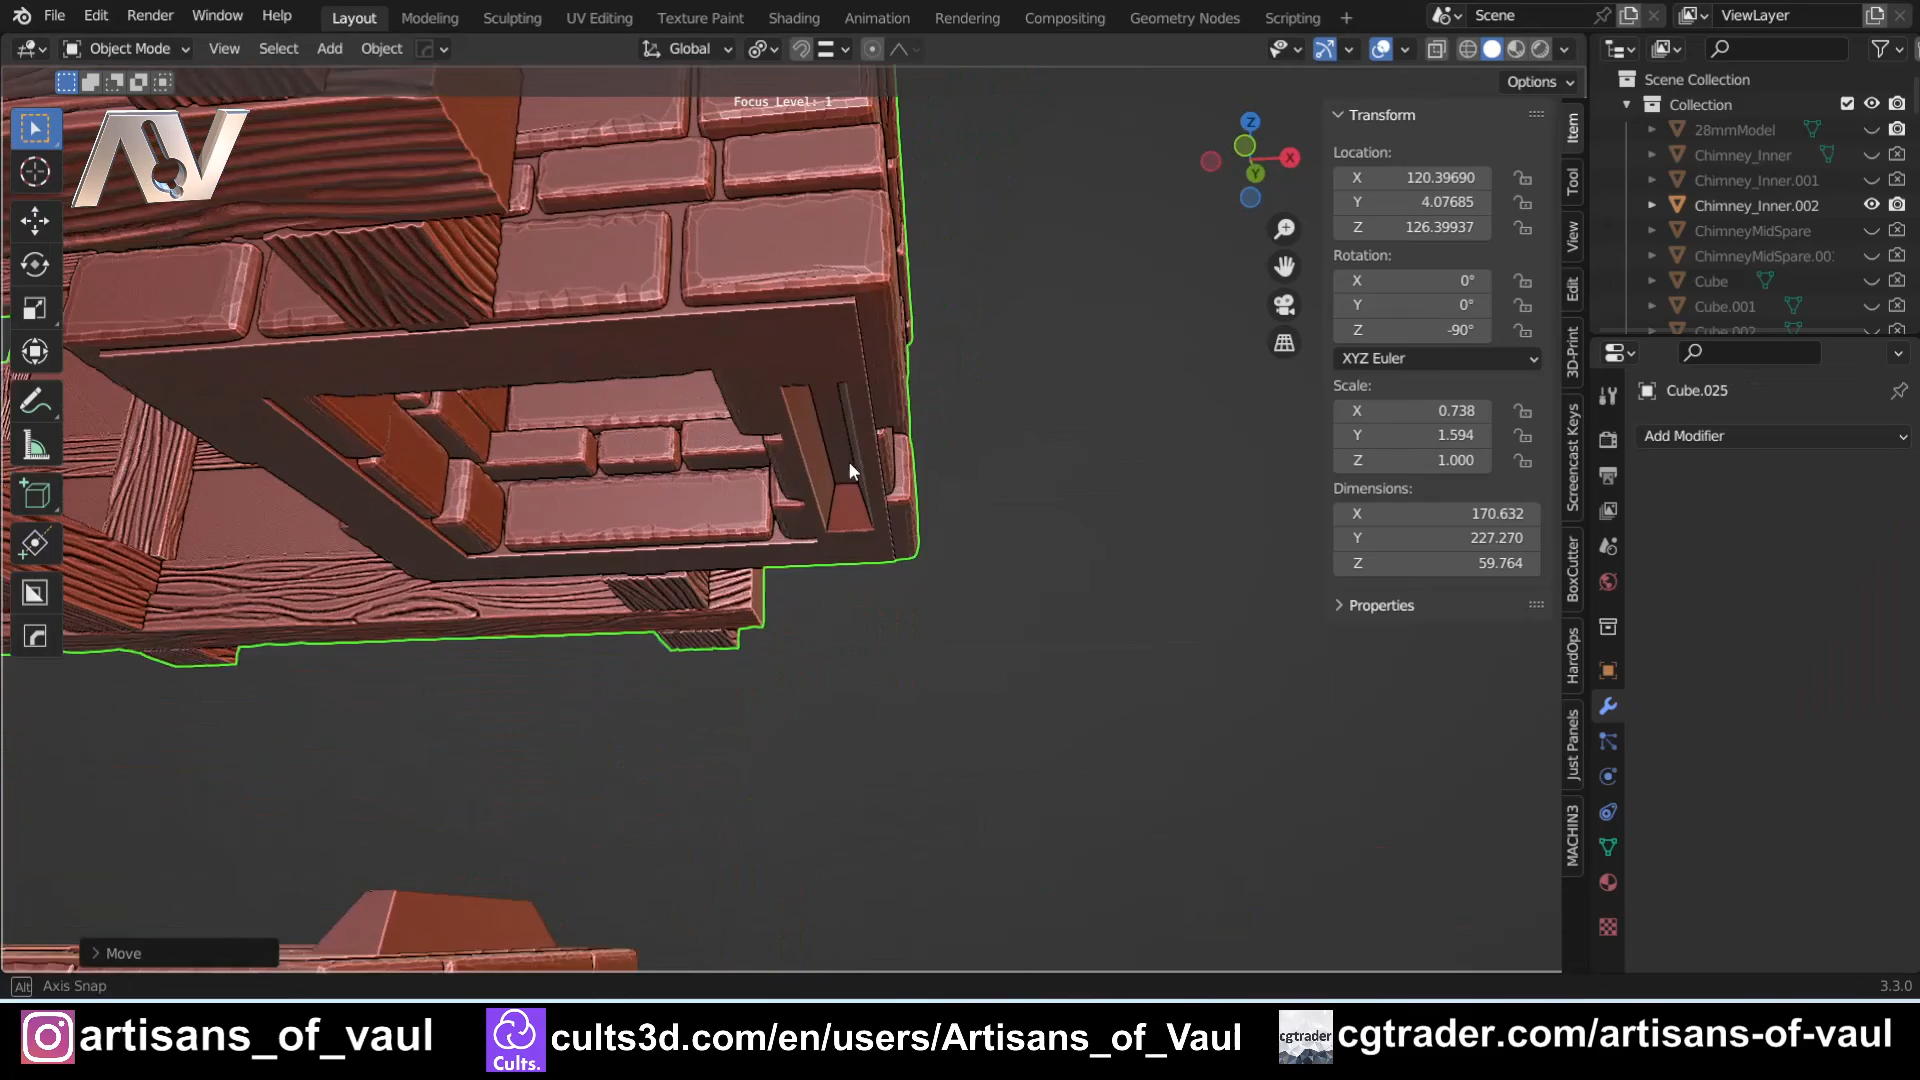 File Edit Render Window Help Layout Modeling Sculpting UV Editing Texture Paint Shading Animation Rendering Compositing Geometry Nodes Scripting + Scene ViewLayer
Object Mode View Select Add Object Global
Options
Focus Level: 1
AV
Z
X
Y
Transform
Location:
X 120.39690
Y 4.07685
Z 126.39937
Rotation:
X 0°
Y 0°
Z -90°
XYZ Euler
Scale:
X 0.738
Y 1.594
Z 1.000
Dimensions:
X 170.632
Y 227.270
Z 59.764
Properties
Item
Tool
View
Edit
3D-Print
Screencast Keys
BoxCutter
HardOps
Just Panels
MACHIN3
Scene Collection
Collection
28mmModel
Chimney_Inner
Chimney_Inner.001
Chimney_Inner.002
ChimneyMidSpare
ChimneyMidSpare.00
Cube
Cube.001
Cube.002
Cube.025
Add Modifier
Move
Alt Axis Snap
3.3.0
artisans_of_vaul
Cults.
cults3d.com/en/users/Artisans_of_Vaul
cgtrader
cgtrader.com/artisans-of-vaul